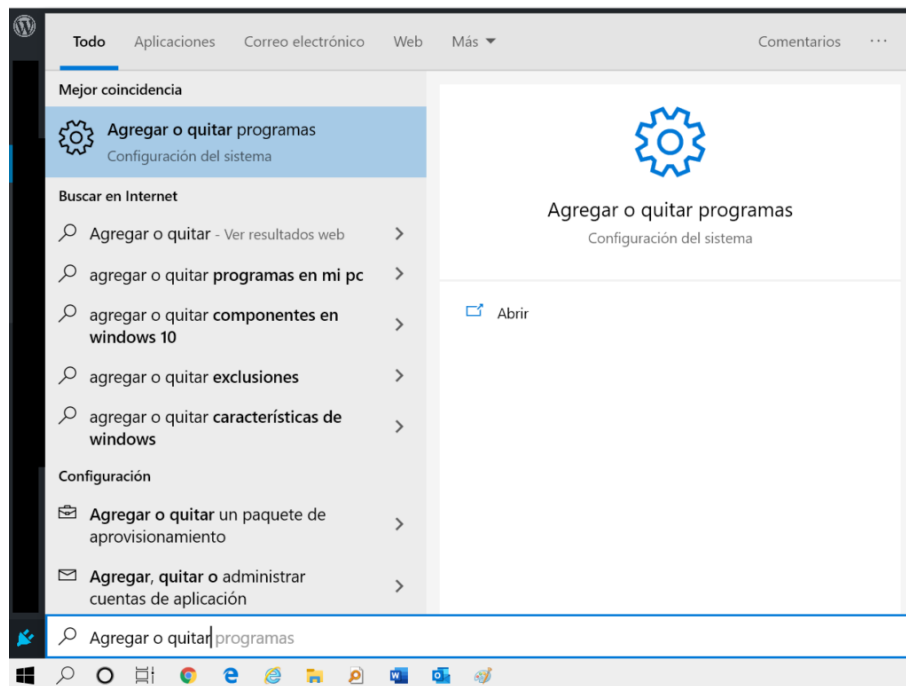 Todo Aplicaciones Correo electrónico Web Más Comentarios ...
Mejor coincidencia
Agregar o quitar programas
Configuración del sistema
Buscar en Internet
Agregar o quitar - Ver resultados web
agregar o quitar programas en mi pc
agregar o quitar componentes en
windows 10
agregar o quitar exclusiones
agregar o quitar características de
windows
Configuración
Agregar o quitar un paquete de
aprovisionamiento
Agregar, quitar o administrar
cuentas de aplicación
Agregar o quitar programas
Agregar o quitar programas
Configuración del sistema
Abrir